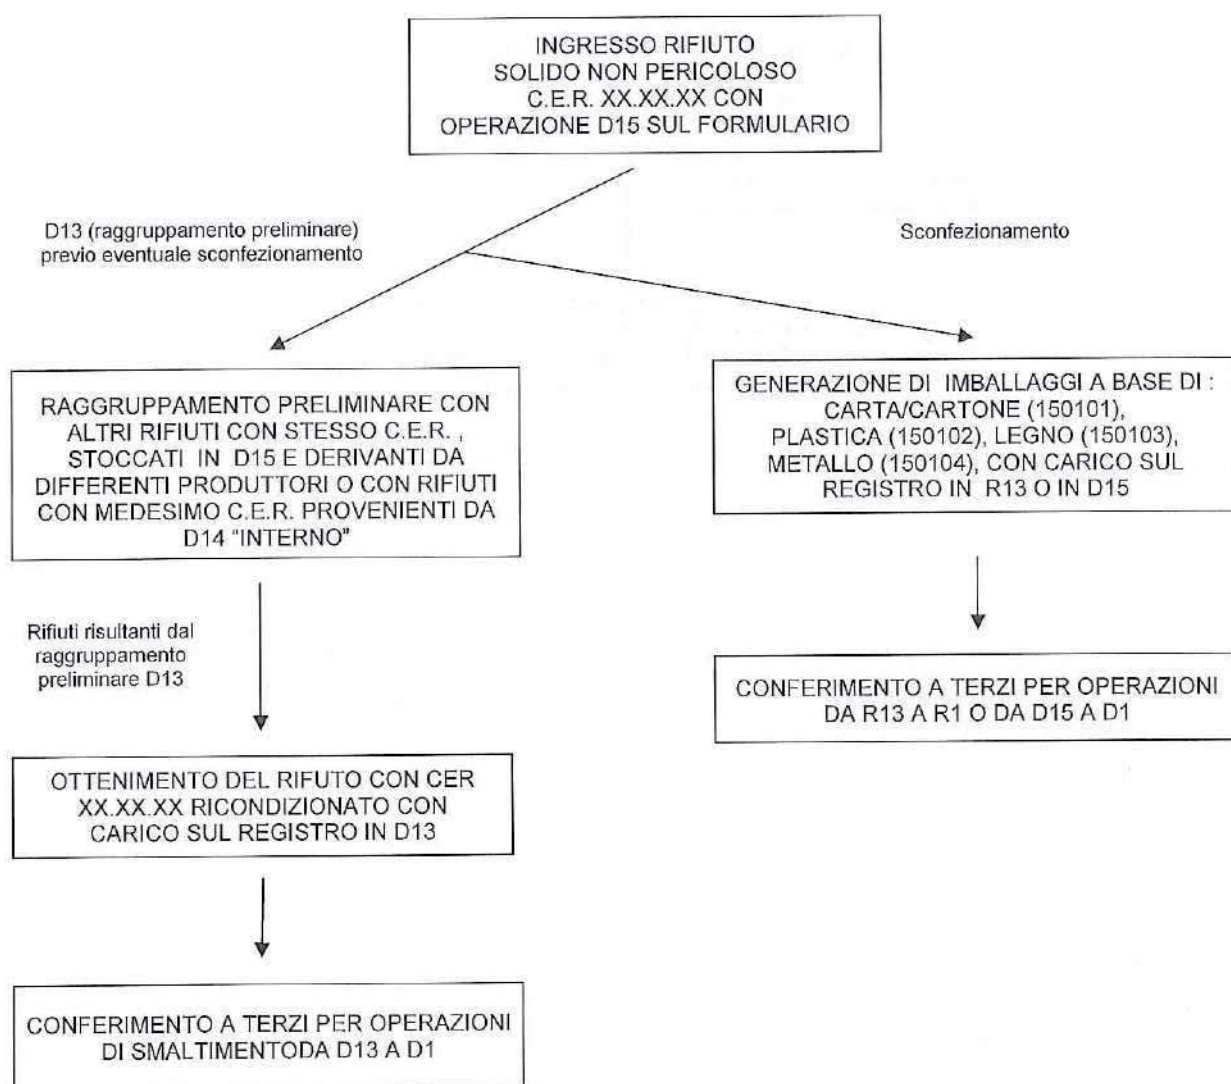 INGRESSO RIFIUTO
SOLIDO NON PERICOLOSO
C.E.R. XX.XX.XX CON
OPERAZIONE D15 SUL FORMULARIO
D13 (raggruppamento preliminare)
previo eventuale sconfezionamento
Sconfezionamento
RAGGRUPPAMENTO PRELIMINARE CON
ALTRI RIFIUTI CON STESSO C.E.R. ,
STOCCATI IN D15 E DERIVANTI DA
DIFFERENTI PRODUTTORI O CON RIFIUTI
CON MEDESIMO C.E.R. PROVENIENTI DA
D14 "INTERNO"
GENERAZIONE DI IMBALLAGGI A BASE DI :
CARTA/CARTONE (150101),
PLASTICA (150102), LEGNO (150103),
METALLO (150104), CON CARICO SUL
REGISTRO IN R13 O IN D15
Rifiuti risultanti dal
raggruppamento
preliminare D13
CONFERIMENTO A TERZI PER OPERAZIONI
DA R13 A R1 O DA D15 A D1
OTTENIMENTO DEL RIFUTO CON CER
XX.XX.XX RICONDIZIONATO CON
CARICO SUL REGISTRO IN D13
CONFERIMENTO A TERZI PER OPERAZIONI
DI SMALTIMENTODA D13 A D1